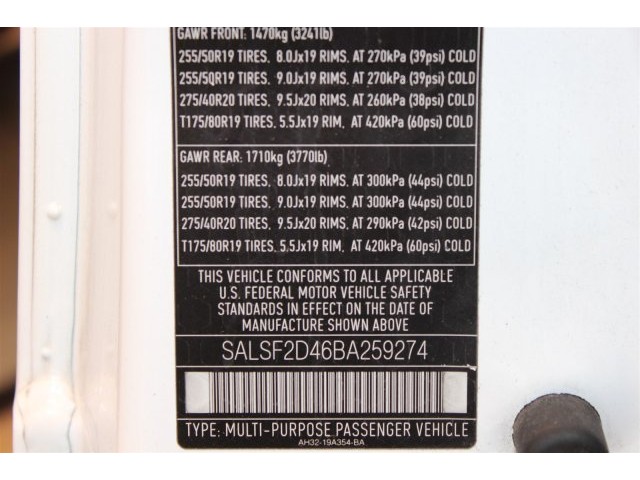 GAWR FRONT: 1470kg (3241lb)
255/50R19 TIRES, 8.0Jx19 RIMS, AT 270kPa (39psi) COLD
255/50R19 TIRES, 9.0Jx19 RIMS, AT 270kPa (39psi) COLD
275/40R20 TIRES, 9.5Jx20 RIMS, AT 260kPa (38psi) COLD
T175/80R19 TIRES, 5.5Jx19 RIM, AT 420kPa (60psi) COLD
GAWR REAR: 1710kg (3770lb)
255/50R19 TIRES, 8.0Jx19 RIMS, AT 300kPa (44psi) COLD
255/50R19 TIRES, 9.0Jx19 RIMS, AT 300kPa (44psi) COLD
275/40R20 TIRES, 9.5Jx20 RIMS, AT 290kPa (42psi) COLD
T175/80R19 TIRES, 5.5Jx19 RIM, AT 420kPa (60psi) COLD
THIS VEHICLE CONFORMS TO ALL APPLICABLE
U.S. FEDERAL MOTOR VEHICLE SAFETY
STANDARDS IN EFFECT ON THE DATE OF
MANUFACTURE SHOWN ABOVE
SALSF2D46BA259274
TYPE: MULTI-PURPOSE PASSENGER VEHICLE
AH32-19A354-BA